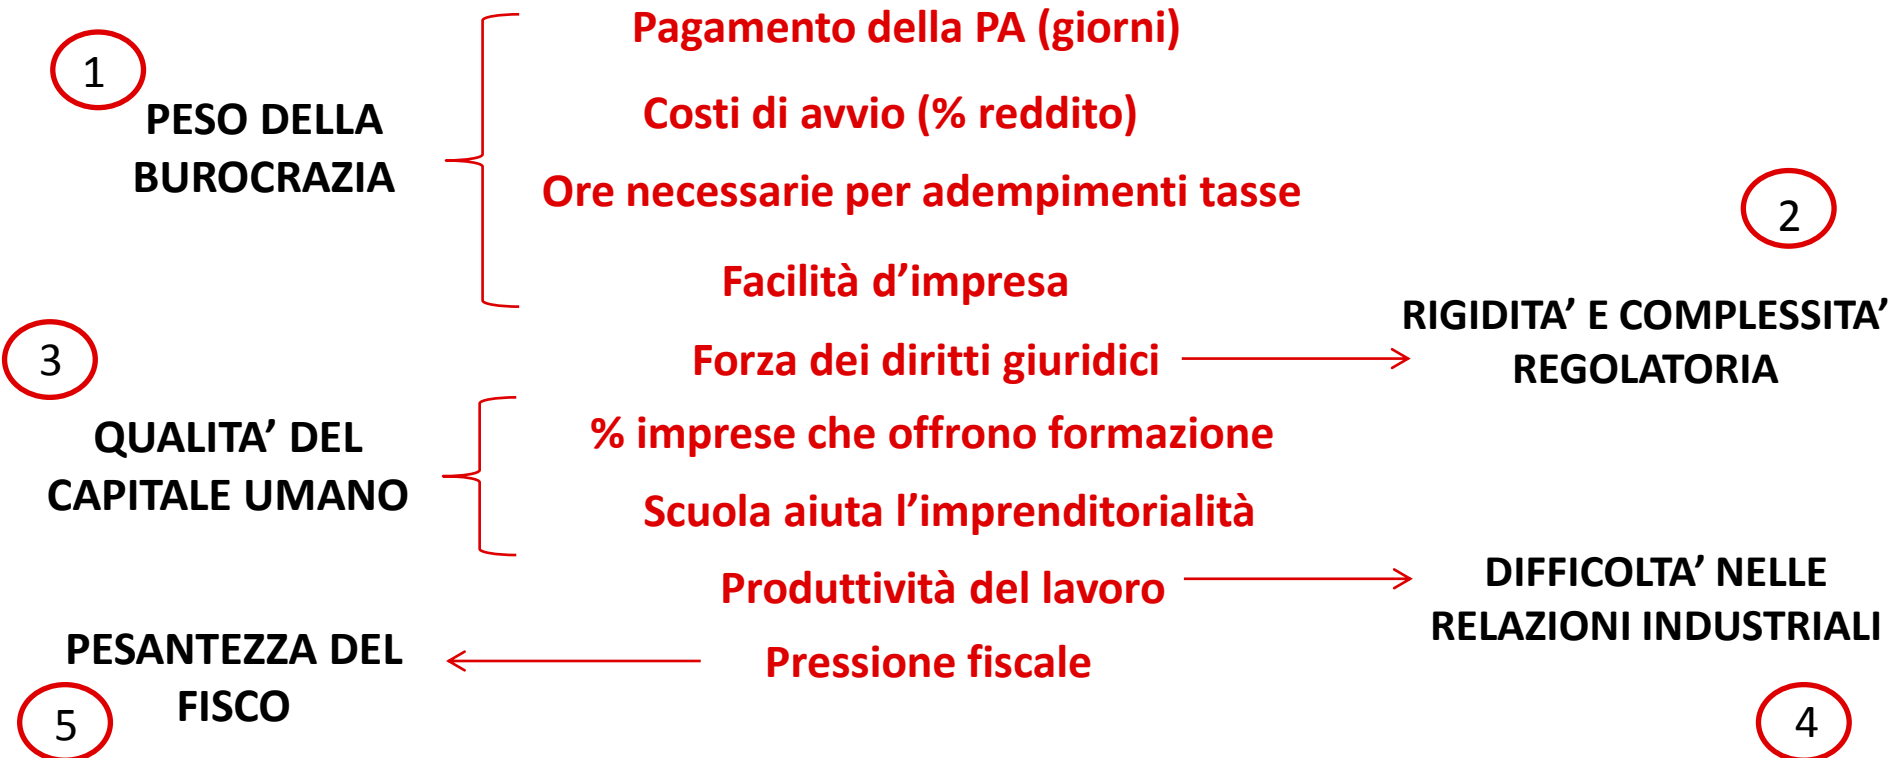 1
PESO DELLA
BUROCRAZIA
Pagamento della PA (giorni)
Costi di avvio (% reddito)
Ore necessarie per adempimenti tasse
Facilità d’impresa
2
RIGIDITA’ E COMPLESSITA’
REGOLATORIA
Forza dei diritti giuridici
3
QUALITA’ DEL
CAPITALE UMANO
% imprese che offrono formazione
Scuola aiuta l’imprenditorialità
Produttività del lavoro
DIFFICOLTA’ NELLE
RELAZIONI INDUSTRIALI
4
Pressione fiscale
PESANTEZZA DEL
FISCO
5